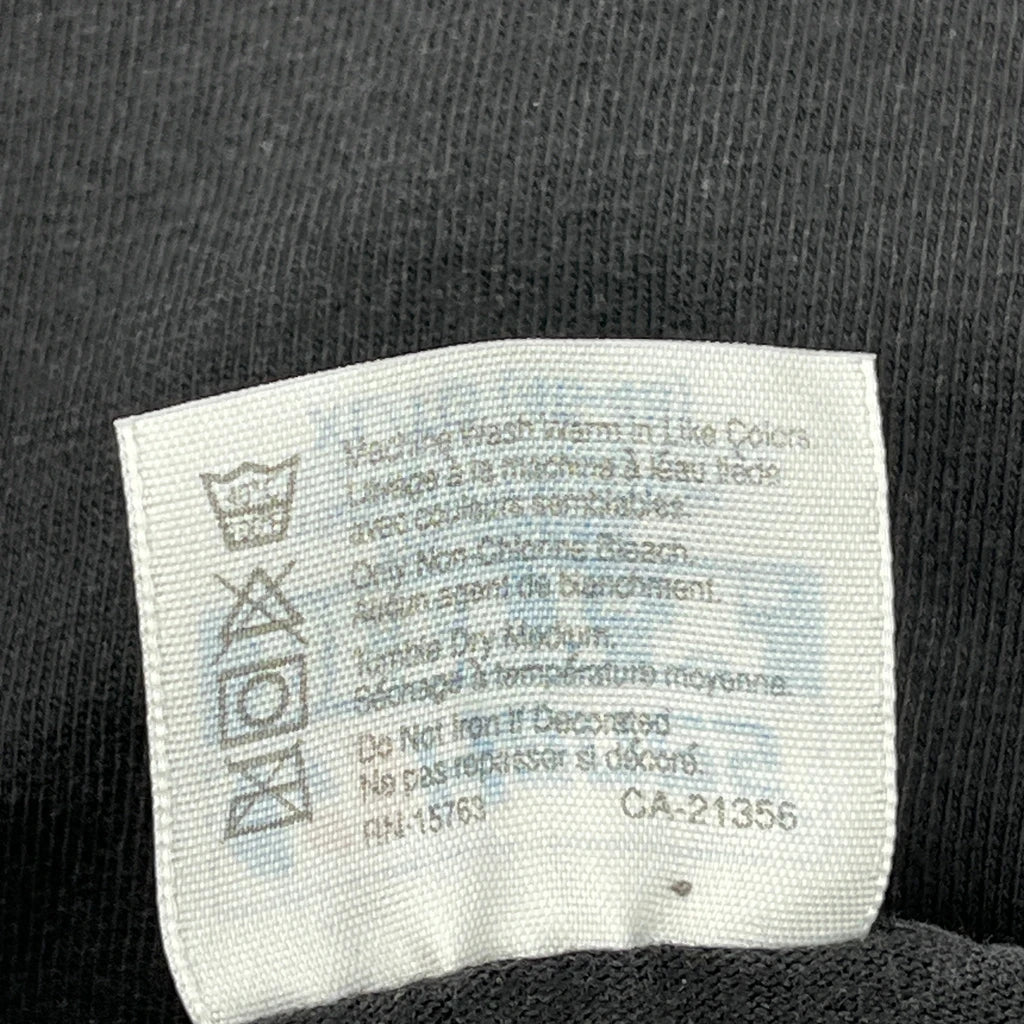 Machine Wash Warm in Like Colors
Lavage à la machine à l'eau tiède
avec couleurs semblables.
Only Non-Chlorine Bleach.
Aucun agent de blanchiment.
Tumble Dry Medium.
Séchage à température moyenne.
Do Not Iron If Decorated
Ne pas repasser si décoré.
RN-15763 CA-21356